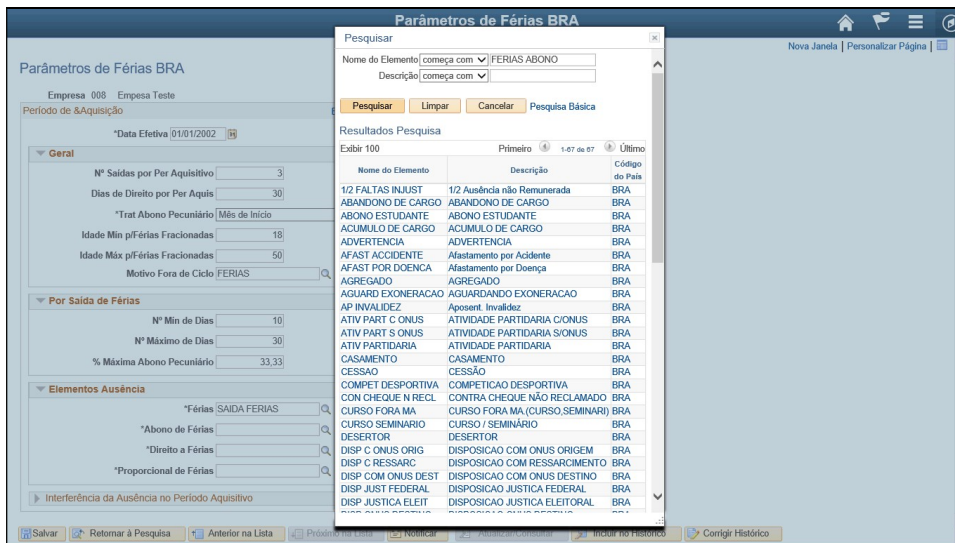 Parâmetros de Férias BRA
Nova Janela | Personalizar Página |
Parâmetros de Férias BRA
Empresa 008 Empesa Teste
Período de &Aquisição
*Data Efetiva 01/01/2002
Geral
Nº Saídas por Per Aquisitivo 3
Dias de Direito por Per Aquis 30
*Trat Abono Pecuniário Mês de Início
Idade Mín p/Férias Fracionadas 18
Idade Máx p/Férias Fracionadas 50
Motivo Fora de Ciclo FERIAS
Por Saída de Férias
Nº Min de Dias 10
Nº Máximo de Dias 30
% Máxima Abono Pecuniário 33,33
Elementos Ausência
*Férias SAIDA FERIAS
*Abono de Férias
*Direito a Férias
*Proporcional de Férias
Interferência da Ausência no Período Aquisitivo
Salvar Retornar à Pesquisa Anterior na Lista Próximo na Lista Notificar Atualizar/Consultar Incluir no Histórico Corrigir Histórico
Pesquisar
Nome do Elemento começa com FERIAS ABONO
Descrição começa com
Pesquisar Limpar Cancelar Pesquisa Básica
Resultados Pesquisa
Exibir 100 Primeiro 1-67 de 67 Último
Nome do Elemento Descrição Código do País
1/2 FALTAS INJUST 1/2 Ausência não Remunerada BRA
ABANDONO DE CARGO ABANDONO DE CARGO BRA
ABONO ESTUDANTE ABONO ESTUDANTE BRA
ACUMULO DE CARGO ACUMULO DE CARGO BRA
ADVERTENCIA ADVERTENCIA BRA
AFAST ACCIDENTE Afastamento por Acidente BRA
AFAST POR DOENCA Afastamento por Doença BRA
AGREGADO AGREGADO BRA
AGUARD EXONERACAO AGUARDANDO EXONERACAO BRA
AP INVALIDEZ Aposent. Invalidez BRA
ATIV PART C ONUS ATIVIDADE PARTIDARIA C/ONUS BRA
ATIV PART S ONUS ATIVIDADE PARTIDARIA S/ONUS BRA
ATIV PARTIDARIA ATIVIDADE PARTIDARIA BRA
CASAMENTO CASAMENTO BRA
CESSAO CESSÃO BRA
COMPET DESPORTIVA COMPETICAO DESPORTIVA BRA
CON CHEQUE N RECL CONTRA CHEQUE NÃO RECLAMADO BRA
CURSO FORA MA CURSO FORA MA.(CURSO,SEMINARI) BRA
CURSO SEMINARIO CURSO / SEMINÁRIO BRA
DESERTOR DESERTOR BRA
DISP C ONUS ORIG DISPOSICAO COM ONUS ORIGEM BRA
DISP C RESSARC DISPOSICAO COM RESSARCIMENTO BRA
DISP COM ONUS DEST DISPOSICAO COM ONUS DESTINO BRA
DISP JUST FEDERAL DISPOSICAO JUSTICA FEDERAL BRA
DISP JUSTICA ELEIT DISPOSICAO JUSTICA ELEITORAL BRA